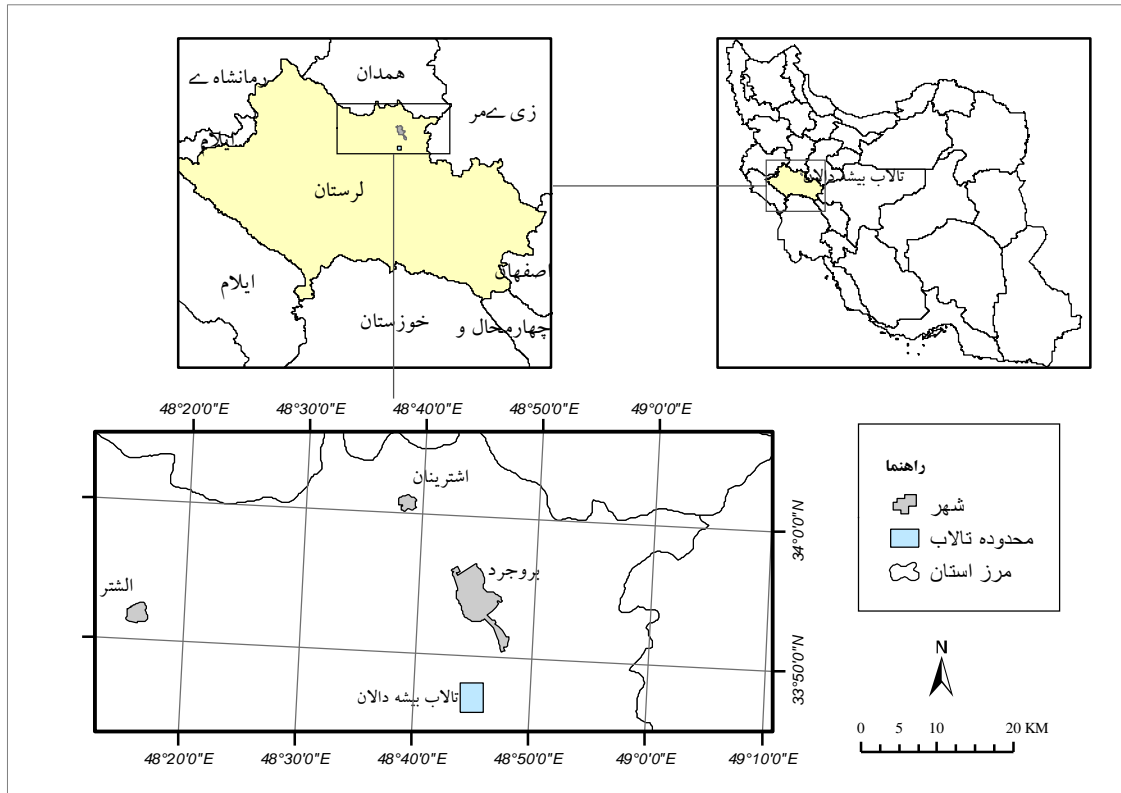 همدان
رمانشاه ے
زی ےمر
ایلام
لرستان
اصفهان
ایلام
خوزستان
چهارمحال و
تالاب بیشه دالان
48°20'0"E 48°30'0"E 48°40'0"E 48°50'0"E 49°0'0"E
اشترینان
34°0'0"N
بروجرد
الشتر
33°50'0"N
تالاب بیشه دالان
48°20'0"E 48°30'0"E 48°40'0"E 48°50'0"E 49°0'0"E 49°10'0"E
راهنما
شهر
محدوده تالاب
مرز استان
N
0 5 10 20 KM